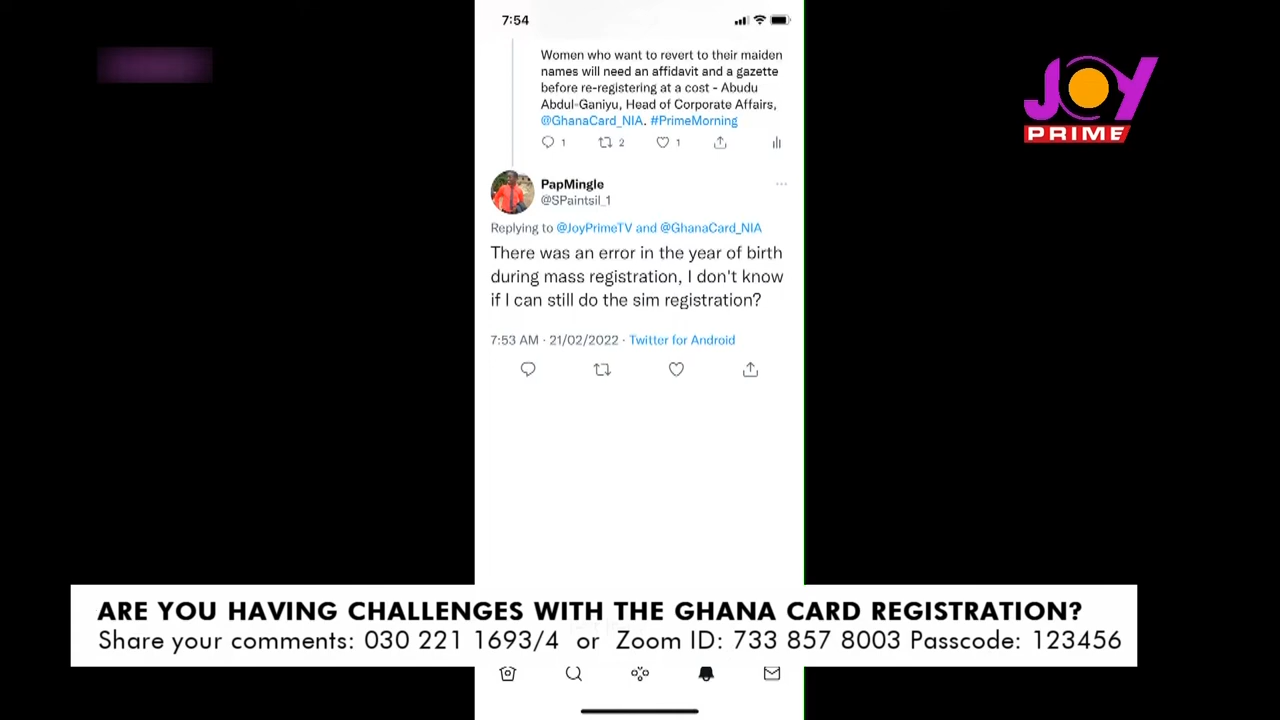 7:54
Women who want to revert to their maiden
names will need an affidavit and a gazette
before re-registering at a cost - Abudu
Abdul-Ganiyu, Head of Corporate Affairs,
@GhanaCard_NIA. #PrimeMorning
1 2 1
JOY
PRIME
PapMingle
@SPaintsil_1
Replying to @JoyPrimeTV and @GhanaCard_NIA
There was an error in the year of birth
during mass registration, I don't know
if I can still do the sim registration?
7:53 AM · 21/02/2022 · Twitter for Android
ARE YOU HAVING CHALLENGES WITH THE GHANA CARD REGISTRATION?
Share your comments: 030 221 1693/4 or Zoom ID: 733 857 8003 Passcode: 123456